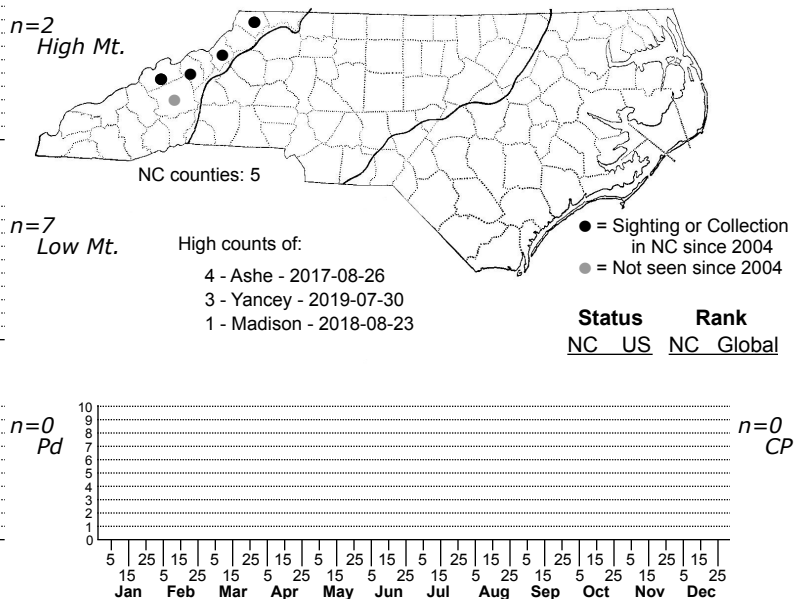 n=2
High Mt.
NC counties: 5
n=7
Low Mt.
High counts of:
4 - Ashe - 2017-08-26
3 - Yancey - 2019-07-30
1 - Madison - 2018-08-23
● = Sighting or Collection
in NC since 2004
● = Not seen since 2004
Status Rank
NC US NC Global
n=0
Pd
10
9
8
7
6
5
4
3
2
1
0
n=0
CP
5 25 15 5 25 15 5 25 15 5 25 15 5 25 15 5 25 15
15 5 25 15 5 25 15 5 25 15 5 25 15 5 25 15 5 25
Jan Feb Mar Apr May Jun Jul Aug Sep Oct Nov Dec